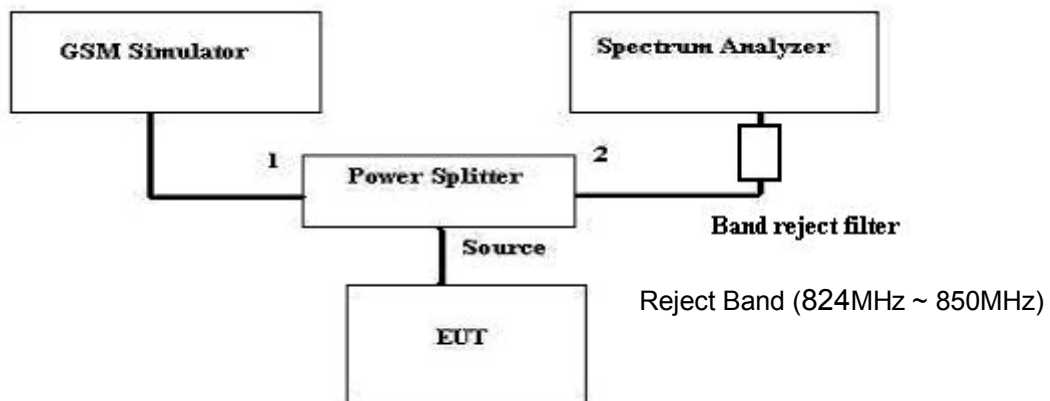 GSM Simulator
Spectrum Analyzer
1
2
Power Splitter
Band reject filter
Source
Reject Band (824MHz ~ 850MHz)
EUT